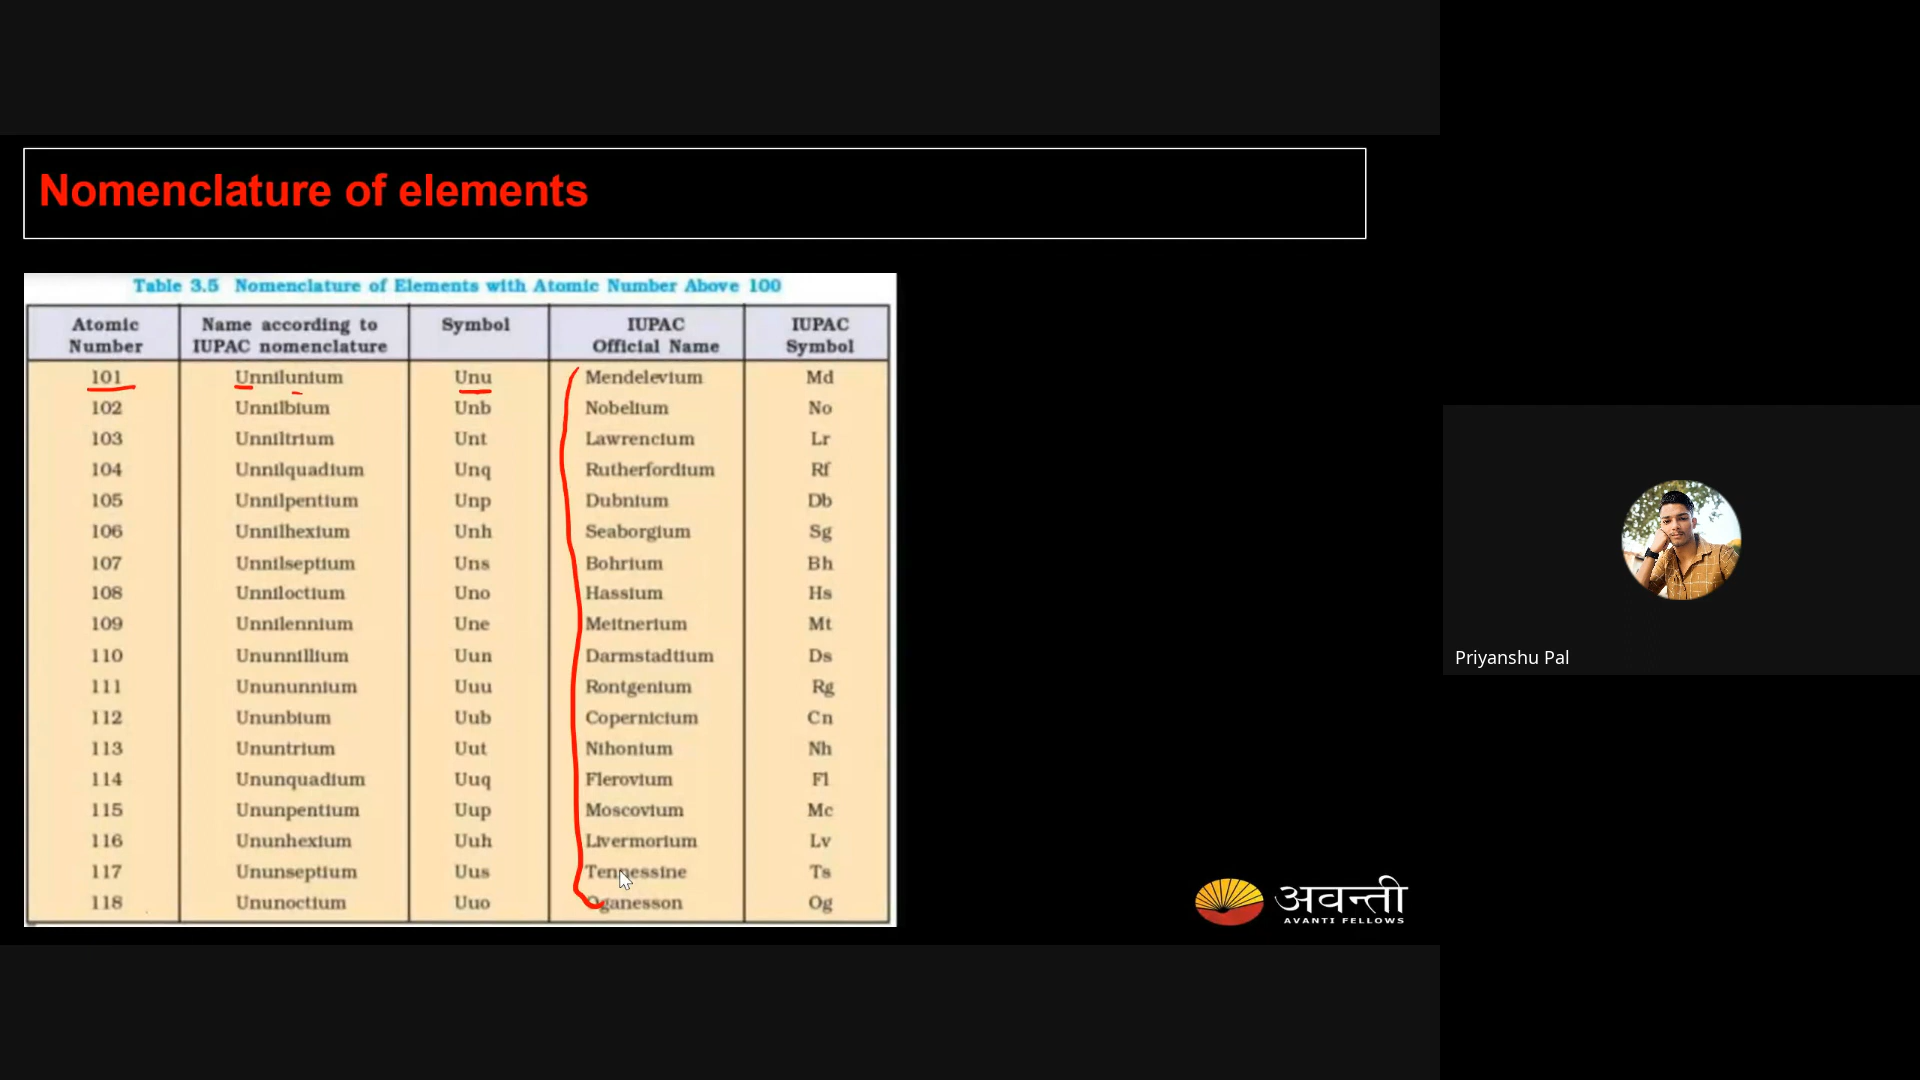 Nomenclature of elements
Table 3.5 Nomenclature of Elements with Atomic Number Above 100
Atomic Number Name according to IUPAC nomenclature Symbol IUPAC Official Name IUPAC Symbol
101 Unnilunium Unu Mendelevium Md
102 Unnilbium Unb Nobelium No
103 Unniltrium Unt Lawrencium Lr
104 Unnilquadium Unq Rutherfordium Rf
105 Unnilpentium Unp Dubnium Db
106 Unnilhexium Unh Seaborgium Sg
107 Unnilseptium Uns Bohrium Bh
108 Unniloctium Uno Hassium Hs
109 Unnilennium Une Meitnerium Mt
110 Ununnillium Uun Darmstadtium Ds
111 Unununnium Uuu Rontgenium Rg
112 Ununbium Uub Copernicium Cn
113 Ununtrium Uut Nihonium Nh
114 Ununquadium Uuq Flerovium Fl
115 Ununpentium Uup Moscovium Mc
116 Ununhexium Uuh Livermorium Lv
117 Ununseptium Uus Tennessine Ts
118 Ununoctium Uuo Oganesson Og
अवन्ती
AVANTI FELLOWS
Priyanshu Pal